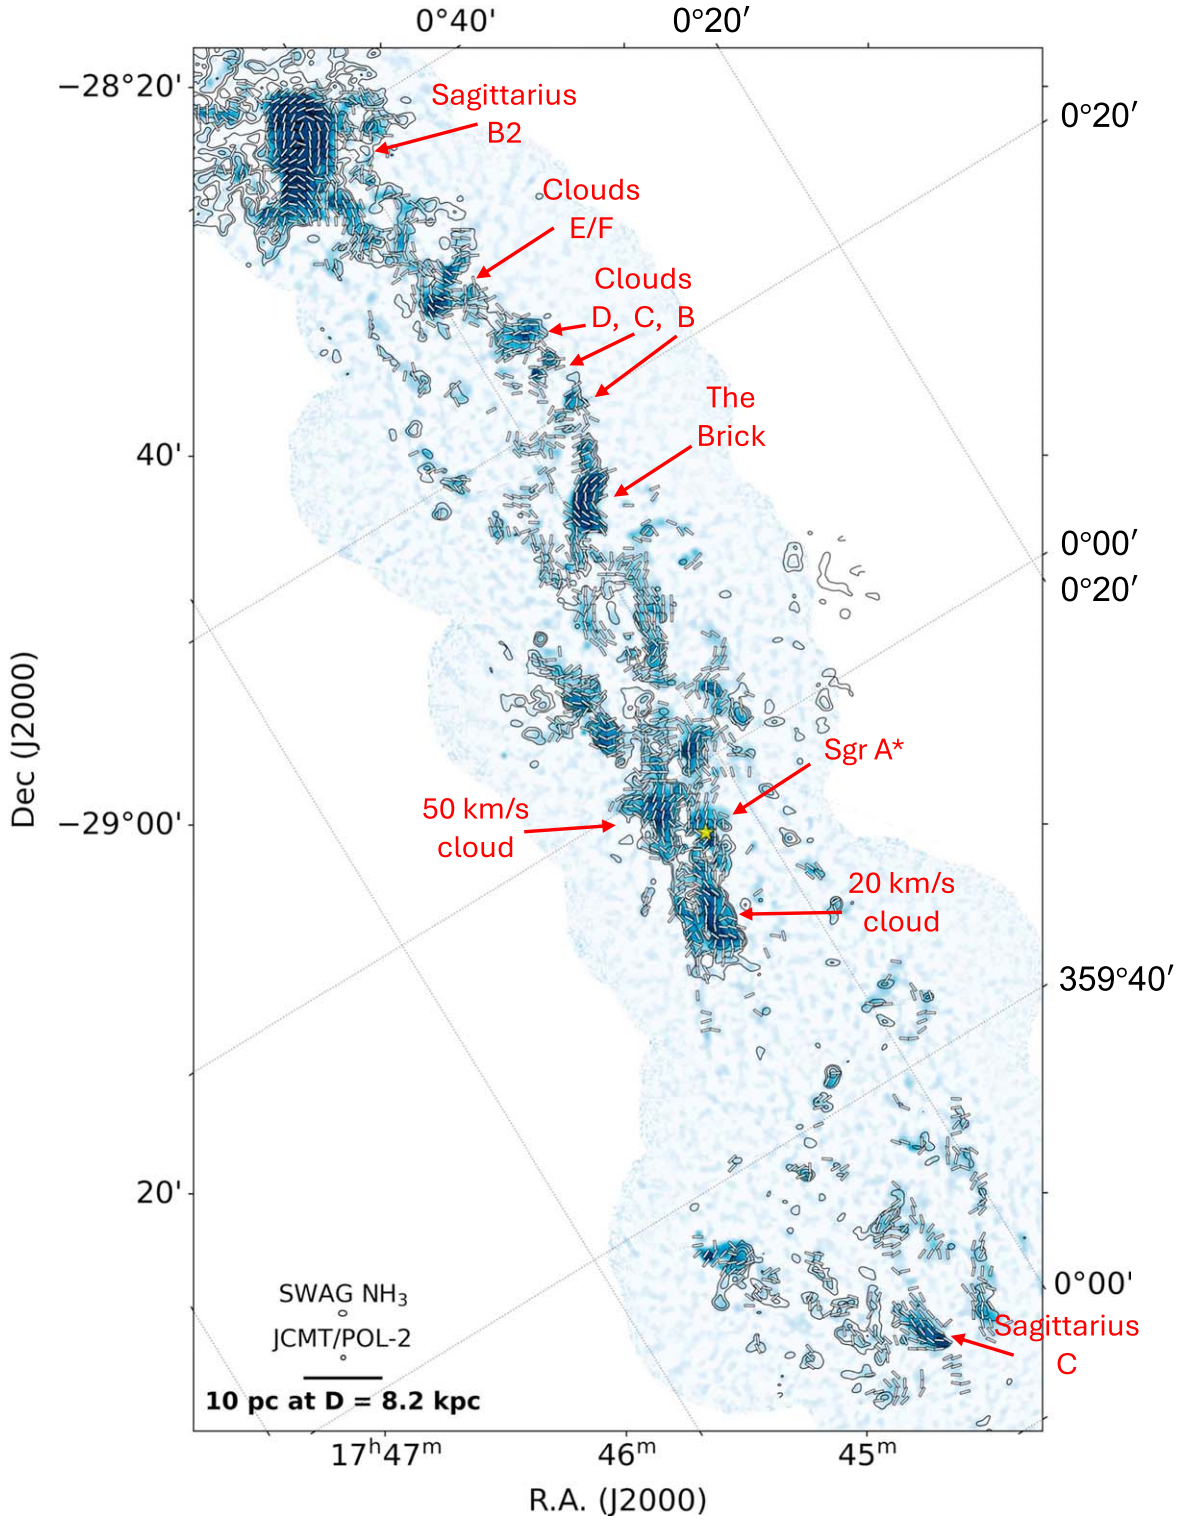 0°40′
0°20′
−28°20'
0°20′
Sagittarius
B2
Clouds
E/F
Clouds
D, C, B
The
Brick
40'
0°00′
0°20′
Dec (J2000)
Sgr A*
50 km/s
cloud
−29°00'
20 km/s
cloud
359°40′
20'
0°00'
SWAG NH₃
JCMT/POL-2
Sagittarius
C
10 pc at D = 8.2 kpc
17ʰ47ᵐ
46ᵐ
45ᵐ
R.A. (J2000)